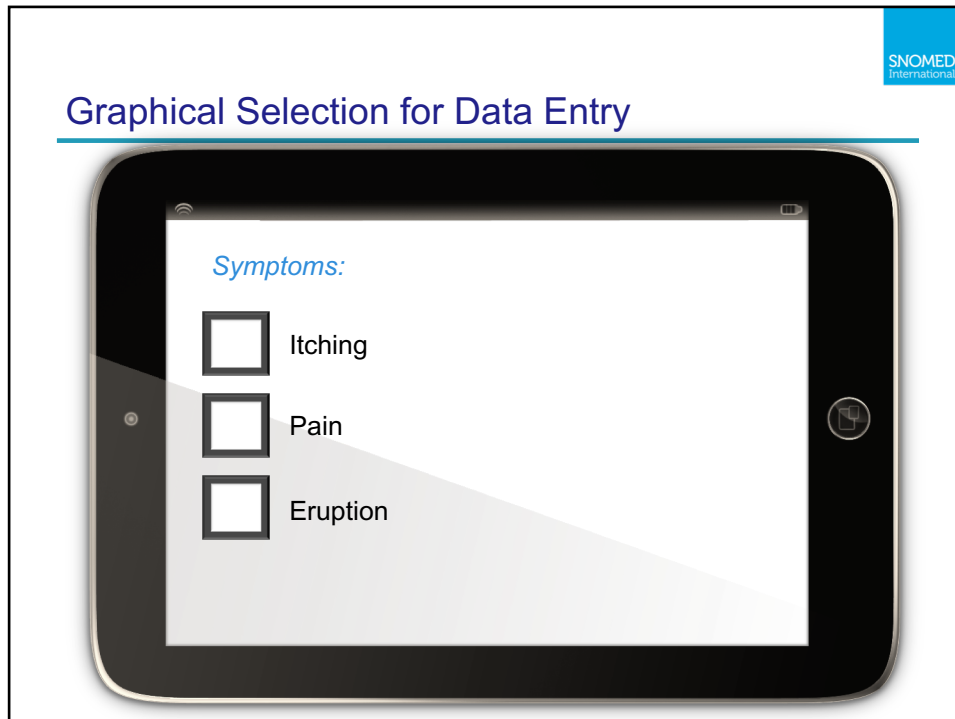 SNOMED
International
Graphical Selection for Data Entry
Symptoms:
Itching
Pain
Eruption